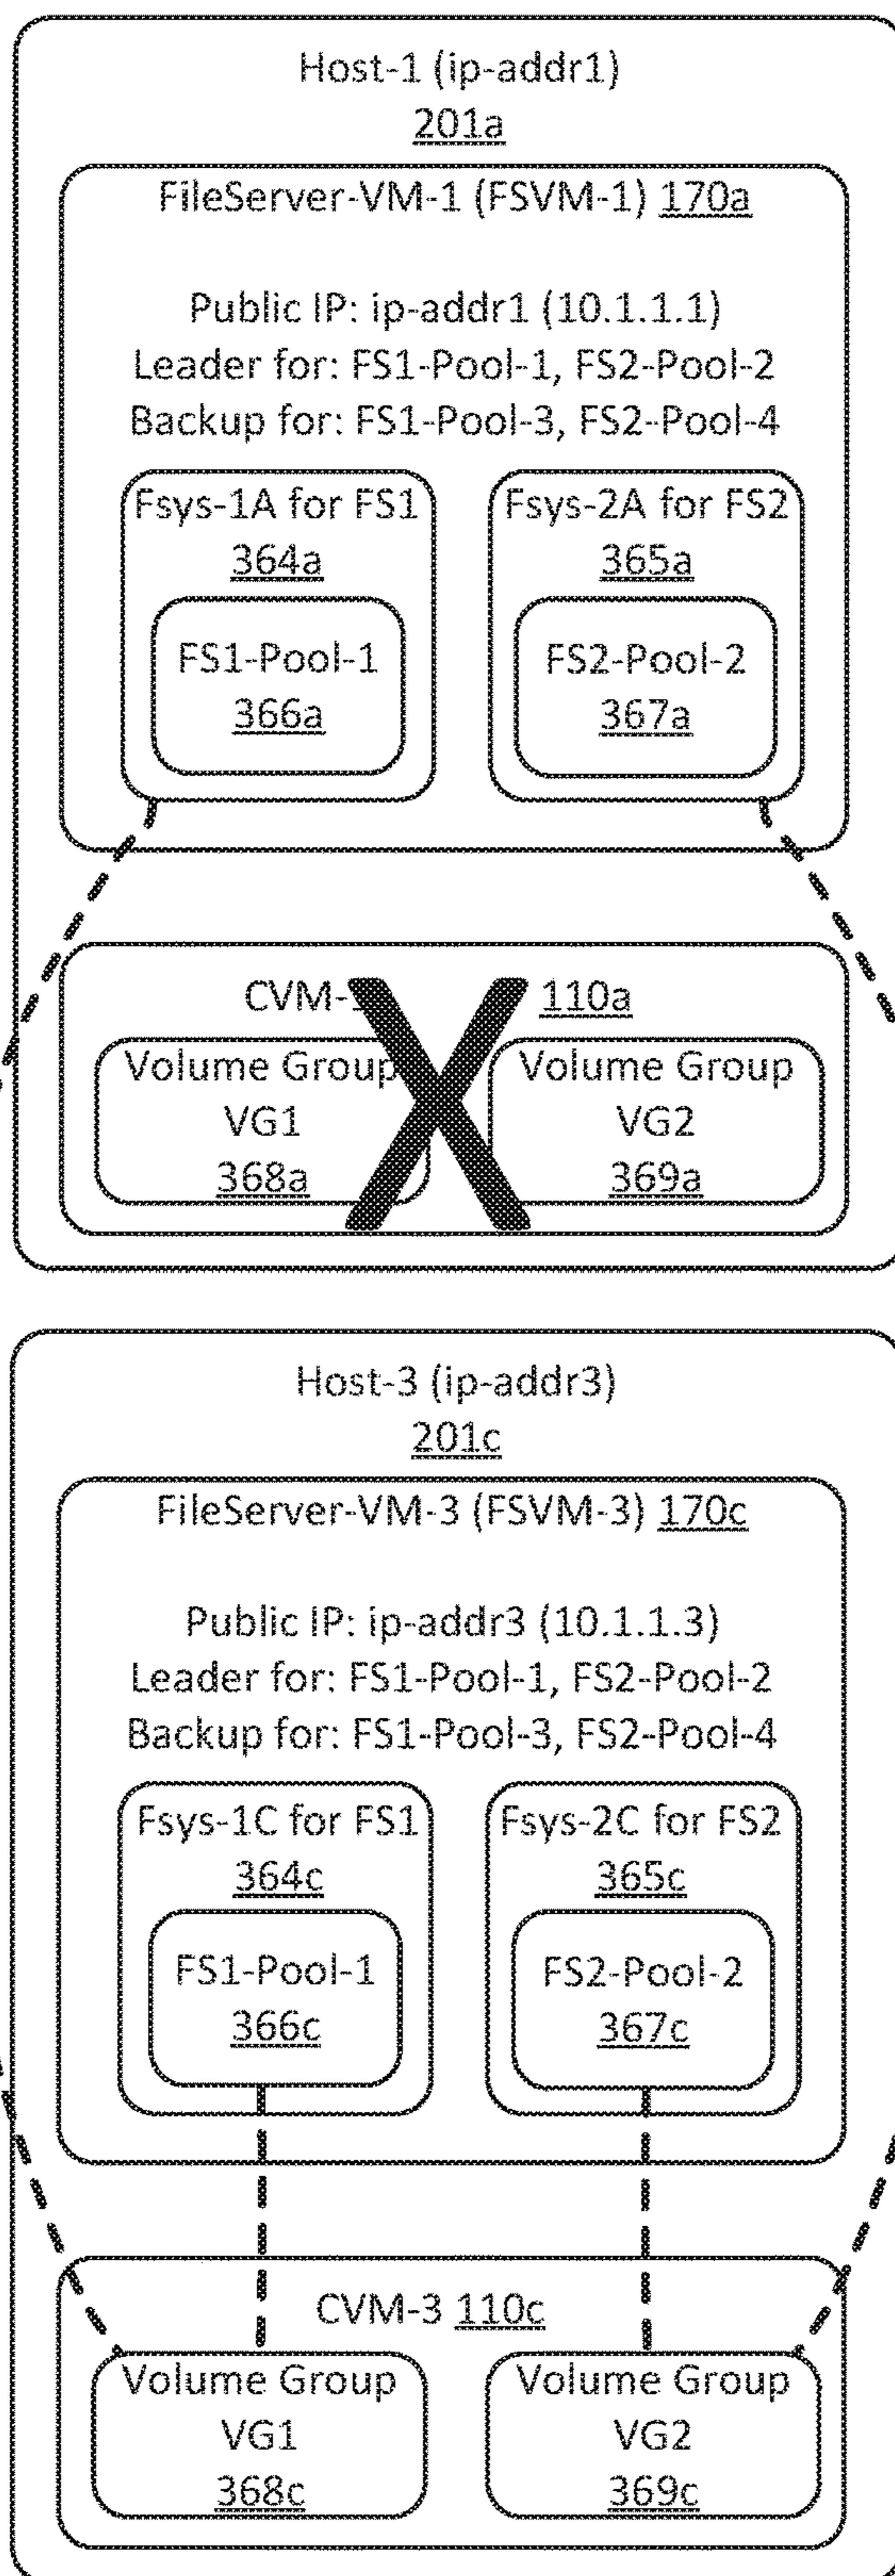 Host-1 (ip-addr1)
201a
FileServer-VM-1 (FSVM-1) 170a
Public IP: ip-addr1 (10.1.1.1)
Leader for: FS1-Pool-1, FS2-Pool-2
Backup for: FS1-Pool-3, FS2-Pool-4
Fsys-1A for FS1
364a
FS1-Pool-1
366a
Fsys-2A for FS2
365a
FS2-Pool-2
367a
CVM- 110a
Volume Group
VG1
368a
Volume Group
VG2
369a
Host-3 (ip-addr3)
201c
FileServer-VM-3 (FSVM-3) 170c
Public IP: ip-addr3 (10.1.1.3)
Leader for: FS1-Pool-1, FS2-Pool-2
Backup for: FS1-Pool-3, FS2-Pool-4
Fsys-1C for FS1
364c
FS1-Pool-1
366c
Fsys-2C for FS2
365c
FS2-Pool-2
367c
CVM-3 110c
Volume Group
VG1
368c
Volume Group
VG2
369c